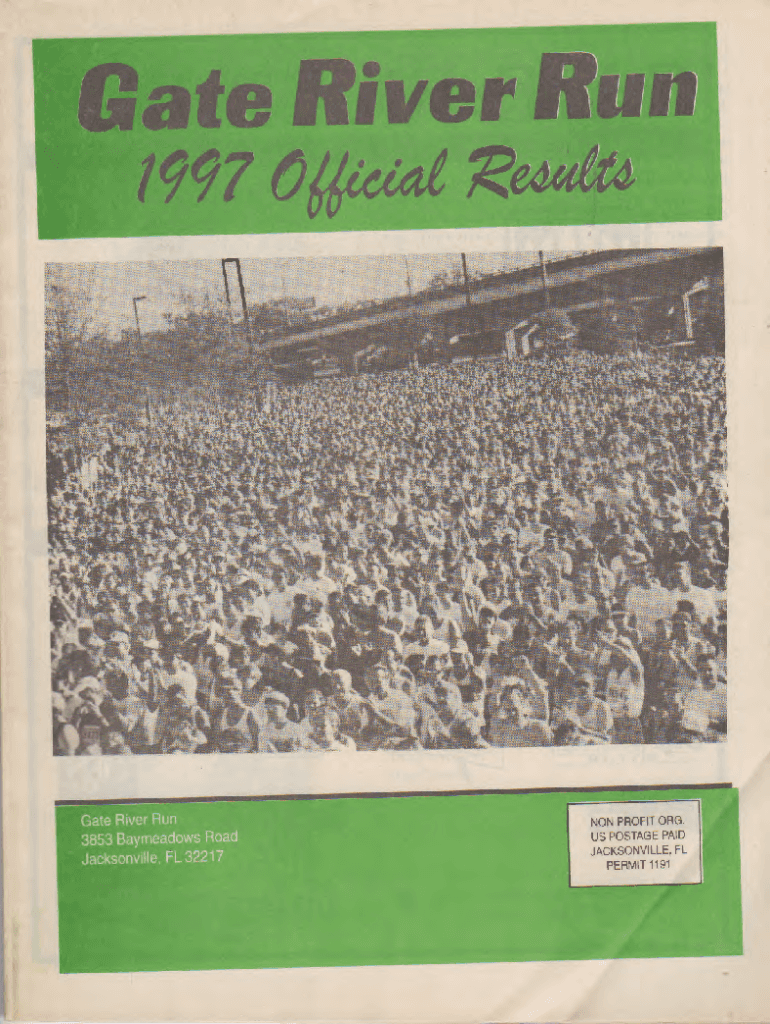 Gate River Run
1997 Official Results
Gate River Run
3853 Baymeadows Road
Jacksonville, FL 32217
NON PROFIT ORG.
US POSTAGE PAID
JACKSONVILLE, FL
PERMIT 1191